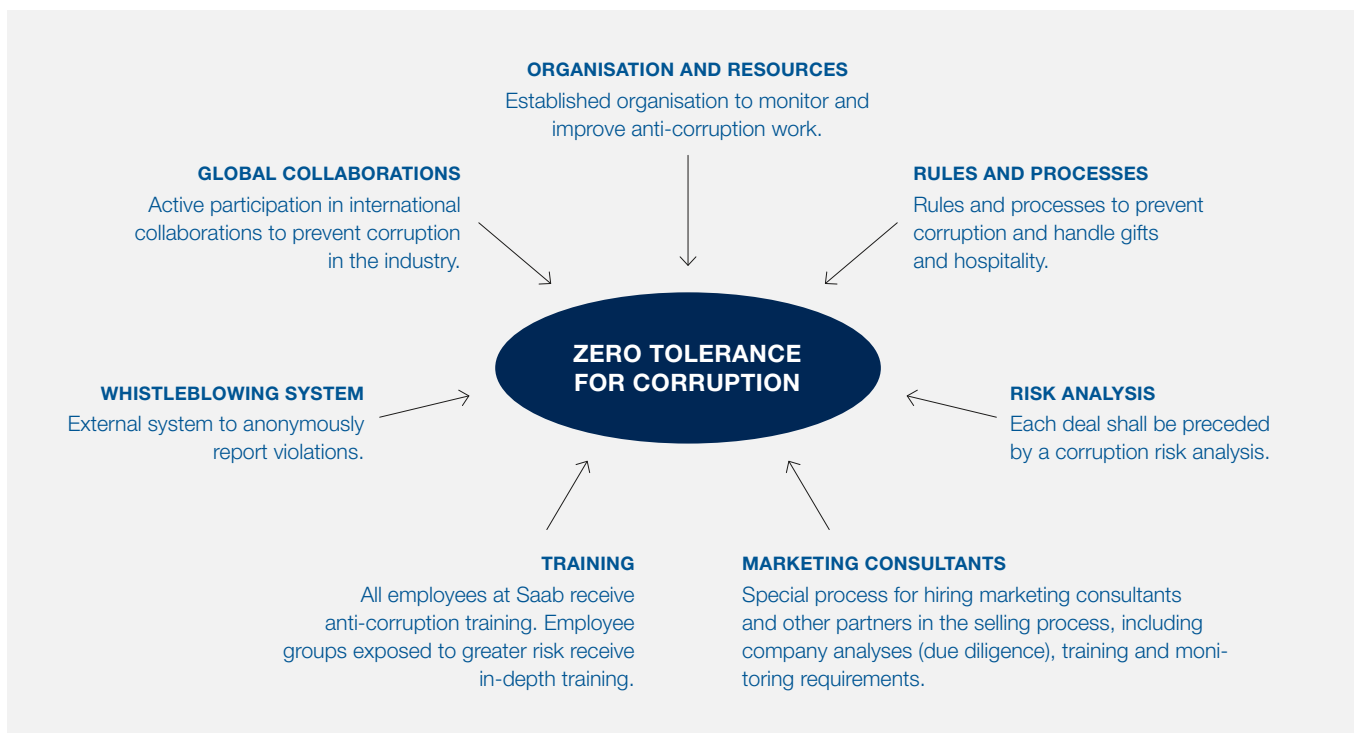 ORGANISATION AND RESOURCES
Established organisation to monitor and
improve anti-corruption work.
GLOBAL COLLABORATIONS
Active participation in international
collaborations to prevent corruption
in the industry.
RULES AND PROCESSES
Rules and processes to prevent
corruption and handle gifts
and hospitality.
ZERO TOLERANCE
FOR CORRUPTION
WHISTLEBLOWING SYSTEM
External system to anonymously
report violations.
RISK ANALYSIS
Each deal shall be preceded
by a corruption risk analysis.
TRAINING
All employees at Saab receive
anti-corruption training. Employee
groups exposed to greater risk receive
in-depth training.
MARKETING CONSULTANTS
Special process for hiring marketing consultants
and other partners in the selling process, including
company analyses (due diligence), training and moni-
toring requirements.